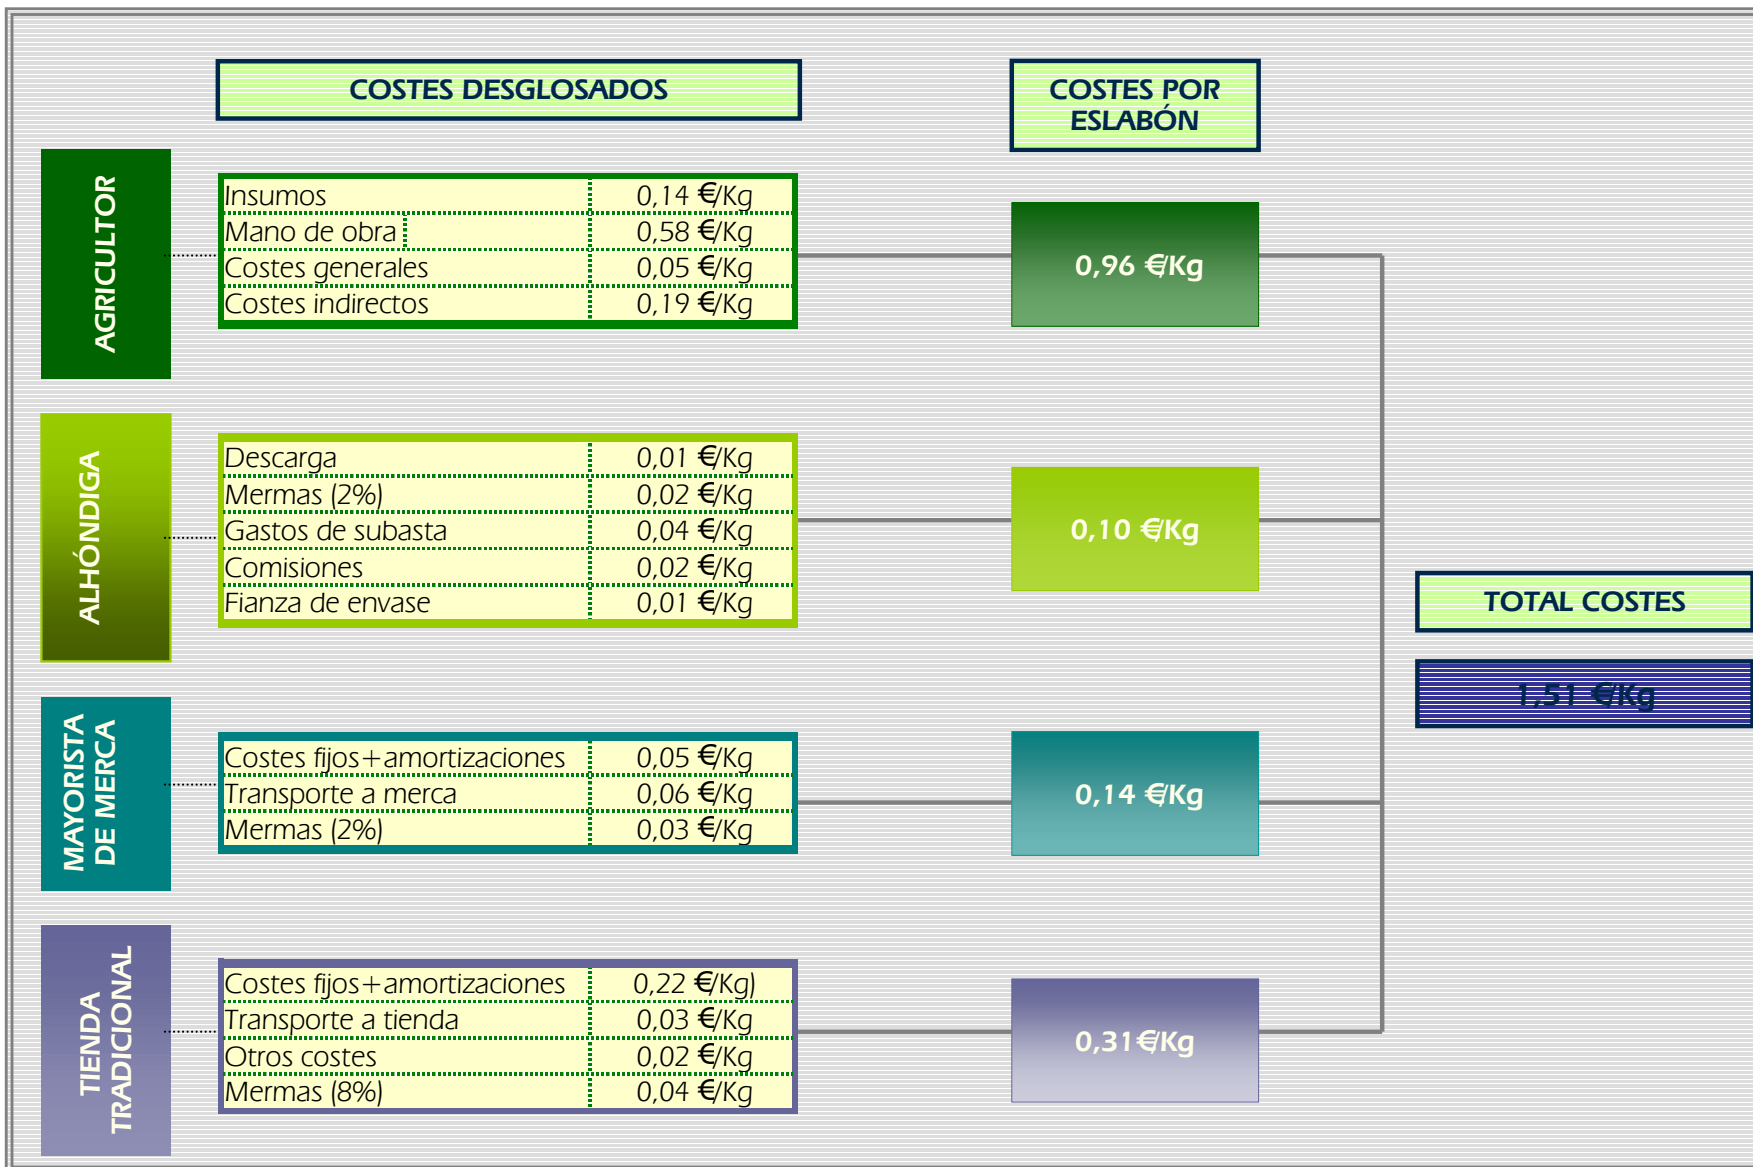 COSTES DESGLOSADOS
COSTES POR
ESLABÓN
AGRICULTOR
Insumos 0,14 €/Kg
Mano de obra 0,58 €/Kg
Costes generales 0,05 €/Kg
Costes indirectos 0,19 €/Kg
0,96 €/Kg
ALHÓNDIGA
Descarga 0,01 €/Kg
Mermas (2%) 0,02 €/Kg
Gastos de subasta 0,04 €/Kg
Comisiones 0,02 €/Kg
Fianza de envase 0,01 €/Kg
0,10 €/Kg
TOTAL COSTES
1,51 €/Kg
MAYORISTA
DE MERCA
Costes fijos+amortizaciones 0,05 €/Kg
Transporte a merca 0,06 €/Kg
Mermas (2%) 0,03 €/Kg
0,14 €/Kg
TIENDA
TRADICIONAL
Costes fijos+amortizaciones 0,22 €/Kg)
Transporte a tienda 0,03 €/Kg
Otros costes 0,02 €/Kg
Mermas (8%) 0,04 €/Kg
0,31€/Kg